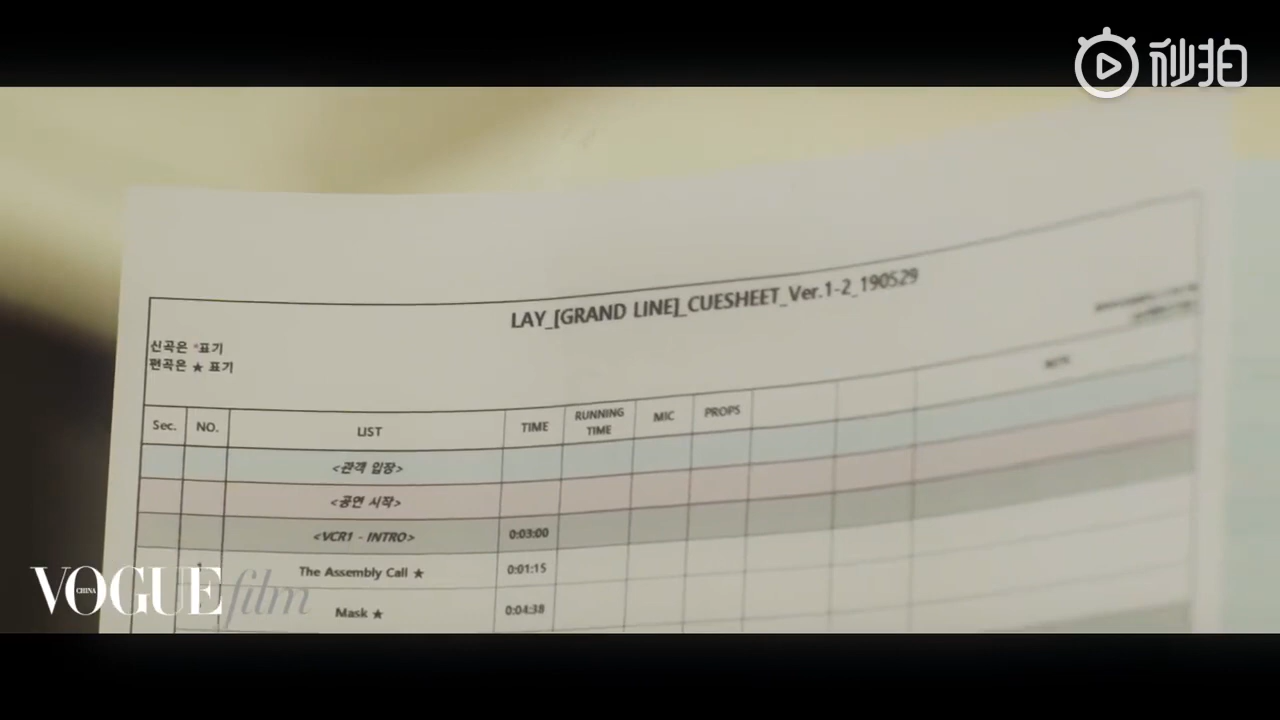 秒拍
LAY_[GRAND LINE]_CUESHEET_Ver.1-2_190529
신곡은 *표기
편곡은 ★ 표기
Sec. NO. LIST TIME RUNNING TIME MIC PROPS
<관객 입장>
<공연 시작>
<VCR1 - INTRO> 0:03:00
The Assembly Call ★ 0:01:15
Mask ★ 0:04:38
VOGUE CHINA film